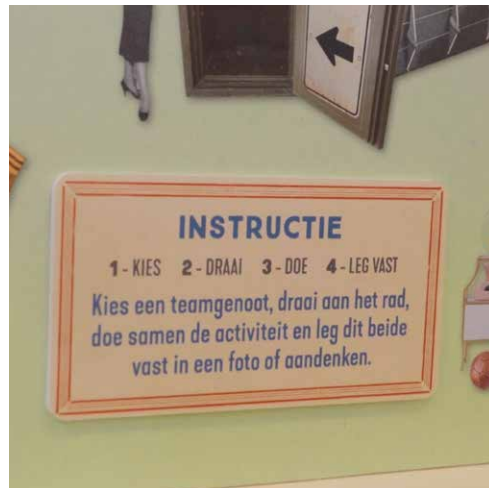 INSTRUCTIE
1 - KIES 2 - DRAAI 3 - DOE 4 - LEG VAST
Kies een teamgenoot, draai aan het rad,
doe samen de activiteit en leg dit beide
vast in een foto of aandenken.